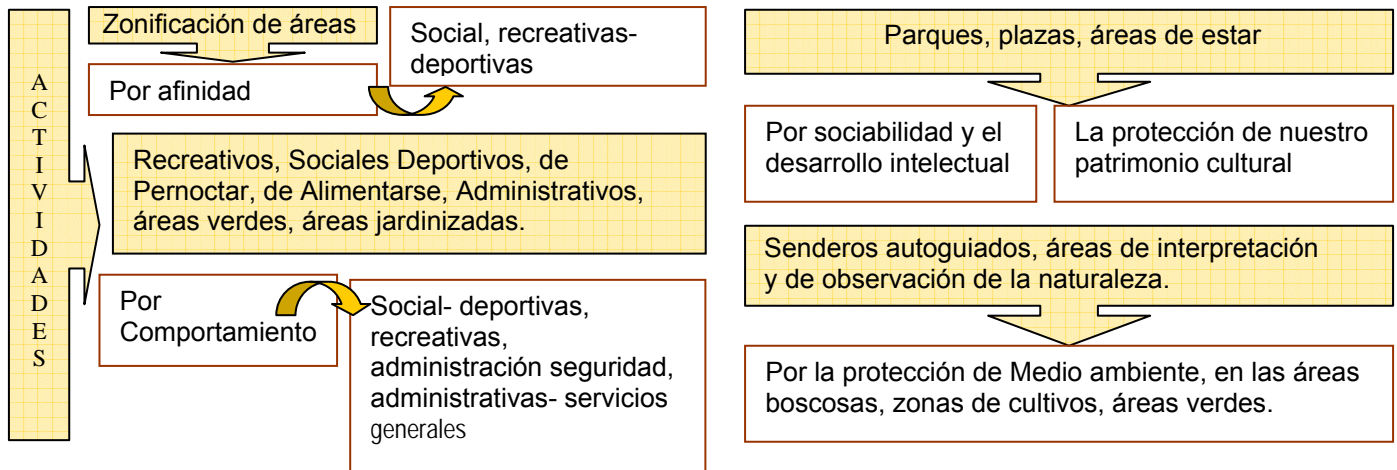 ACTIVIDADES
Zonificación de áreas
Por afinidad
Social, recreativas-
deportivas
Recreativos, Sociales Deportivos, de
Pernoctar, de Alimentarse, Administrativos,
áreas verdes, áreas jardinizadas.
Por
Comportamiento
Social- deportivas,
recreativas,
administración seguridad,
administrativas- servicios
generales
Parques, plazas, áreas de estar
Por sociabilidad y el
desarrollo intelectual
La protección de nuestro
patrimonio cultural
Senderos autoguiados, áreas de interpretación
y de observación de la naturaleza.
Por la protección de Medio ambiente, en las áreas
boscosas, zonas de cultivos, áreas verdes.